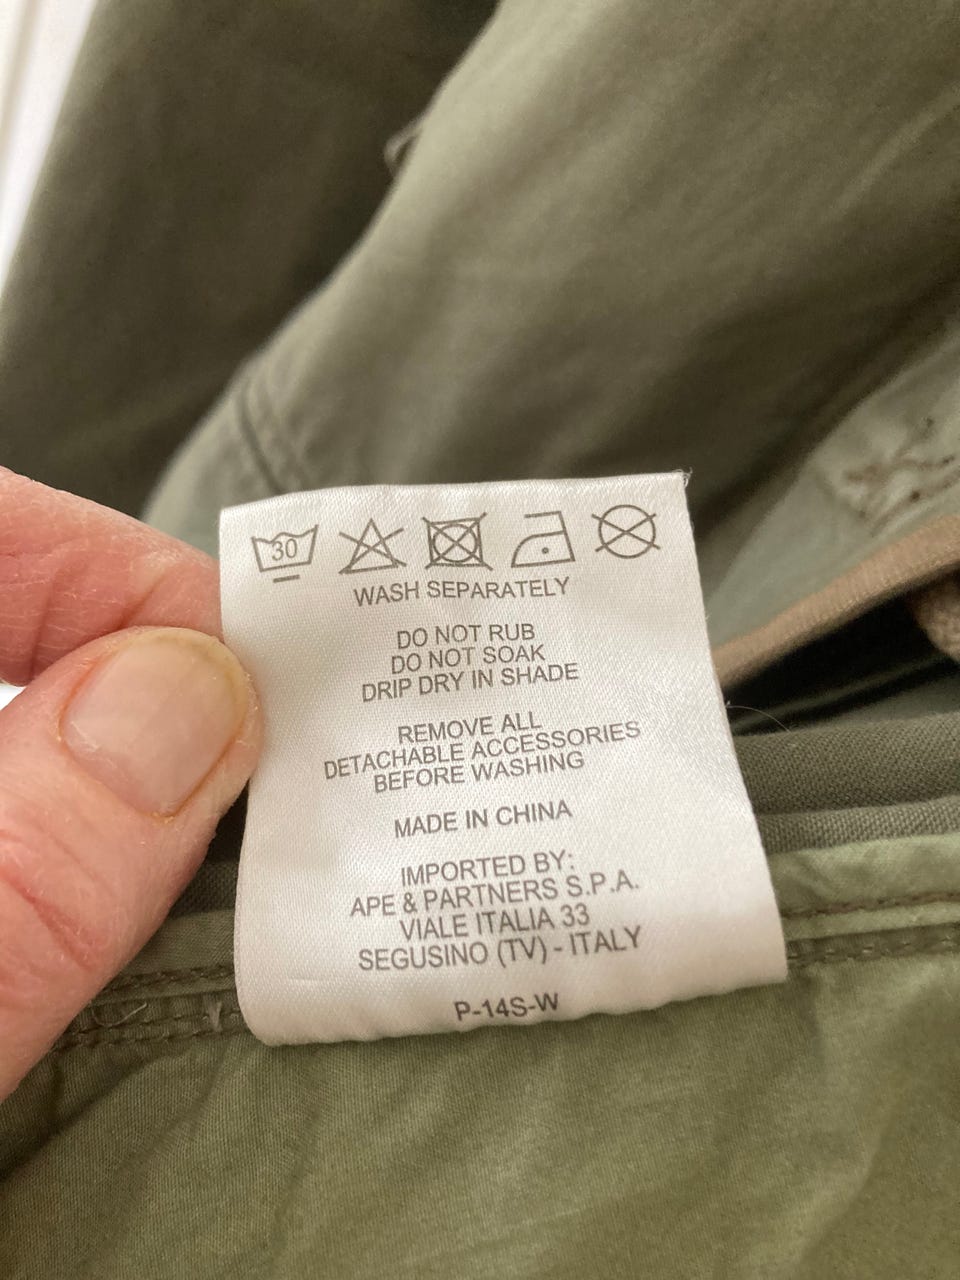 30
WASH SEPARATELY
DO NOT RUB
DO NOT SOAK
DRIP DRY IN SHADE
REMOVE ALL
DETACHABLE ACCESSORIES
BEFORE WASHING
MADE IN CHINA
IMPORTED BY:
APE & PARTNERS S.P.A.
VIALE ITALIA 33
SEGUSINO (TV) - ITALY
P-14S-W